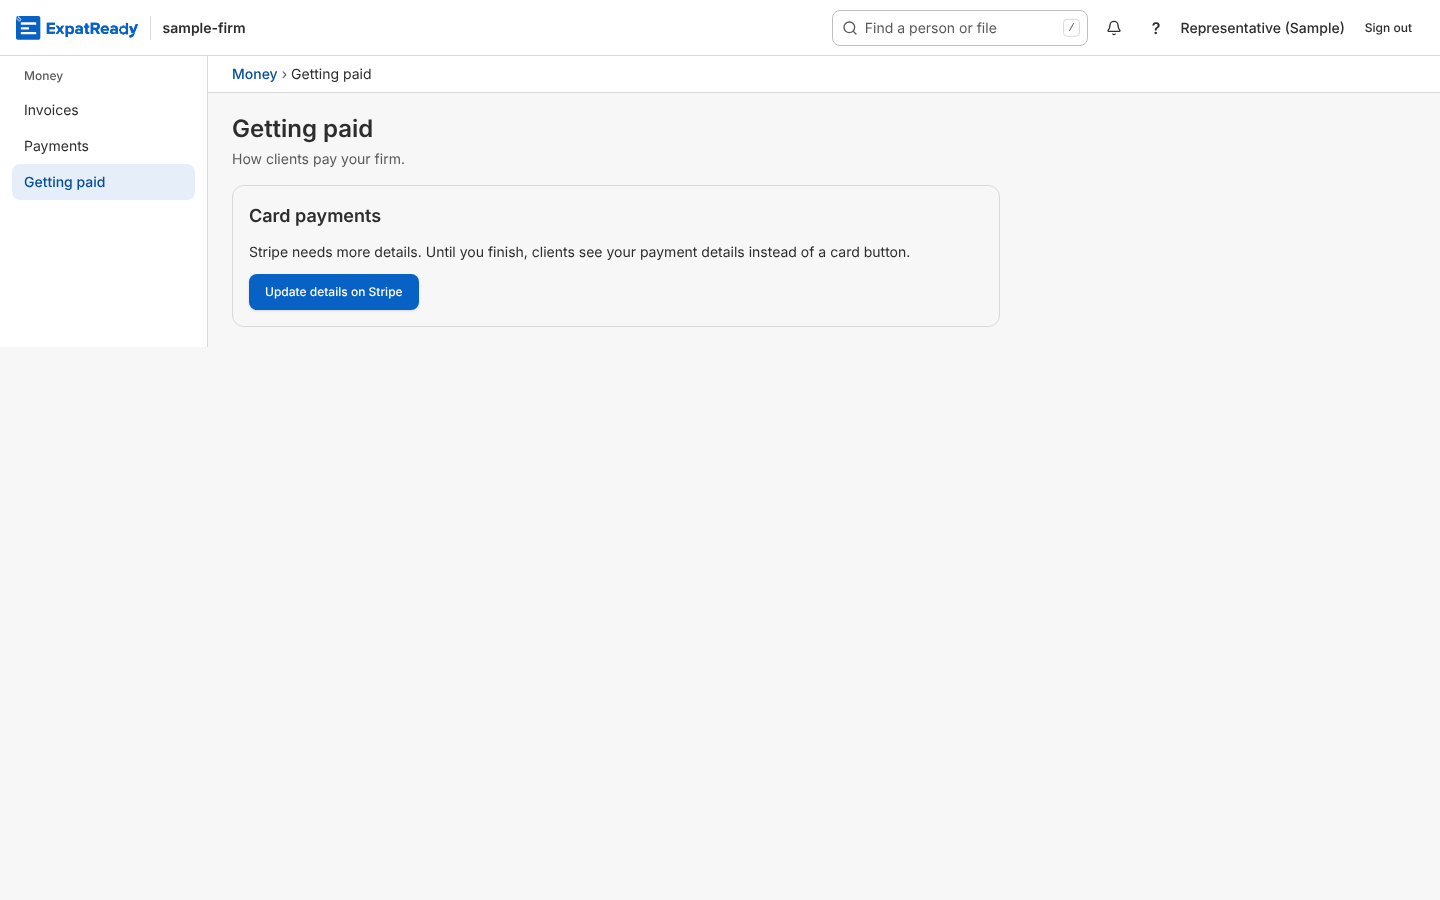 ExpatReady
sample-firm
Find a person or file
/
?
Representative (Sample)
Sign out
Money
Invoices
Payments
Getting paid
Money › Getting paid
Getting paid
How clients pay your firm.
Card payments
Stripe needs more details. Until you finish, clients see your payment details instead of a card button.
Update details on Stripe